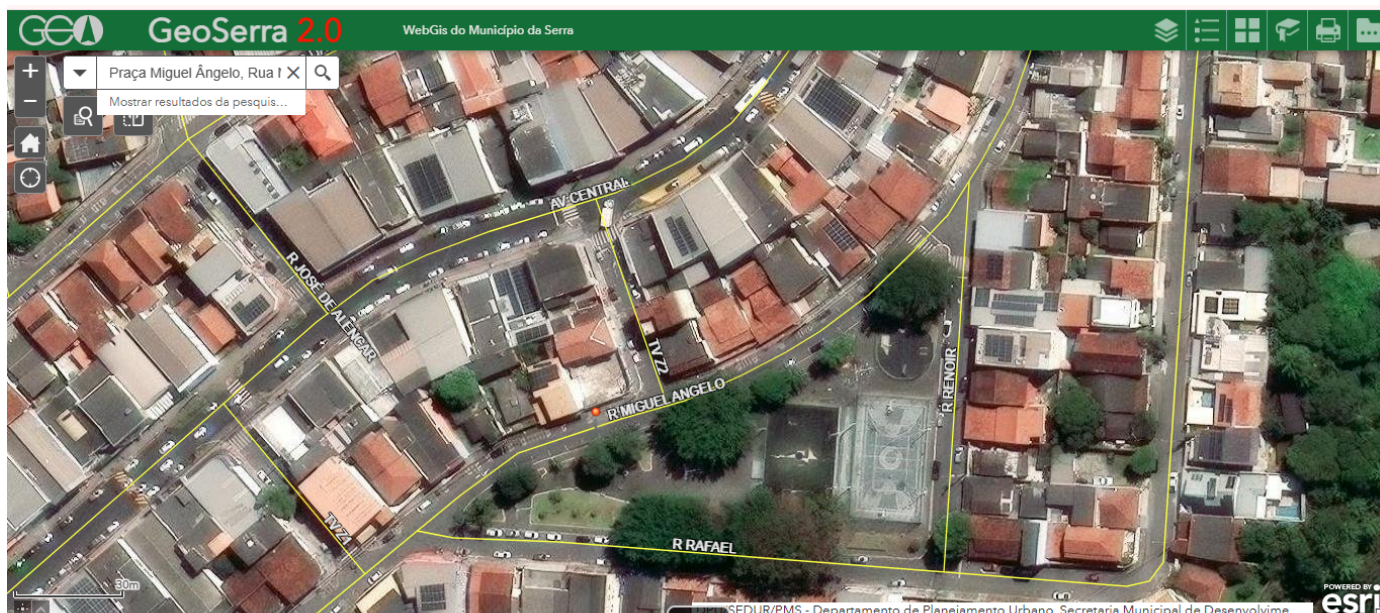 GEO GeoSerra 2.0 WebGis do Município da Serra
+
Praça Miguel Ângelo, Rua
Mostrar resultados da pesquis...
−
AV CENTRAL
R JOSÉ DE ALENCAR
TV Z2
R MIGUEL ANGELO
R RENOIR
TV Z4
R RAFAEL
30m
POWERED BY
esri
SEDUR/PMS - Departamento de Planejamento Urbano, Secretaria Municipal de Desenvolvime